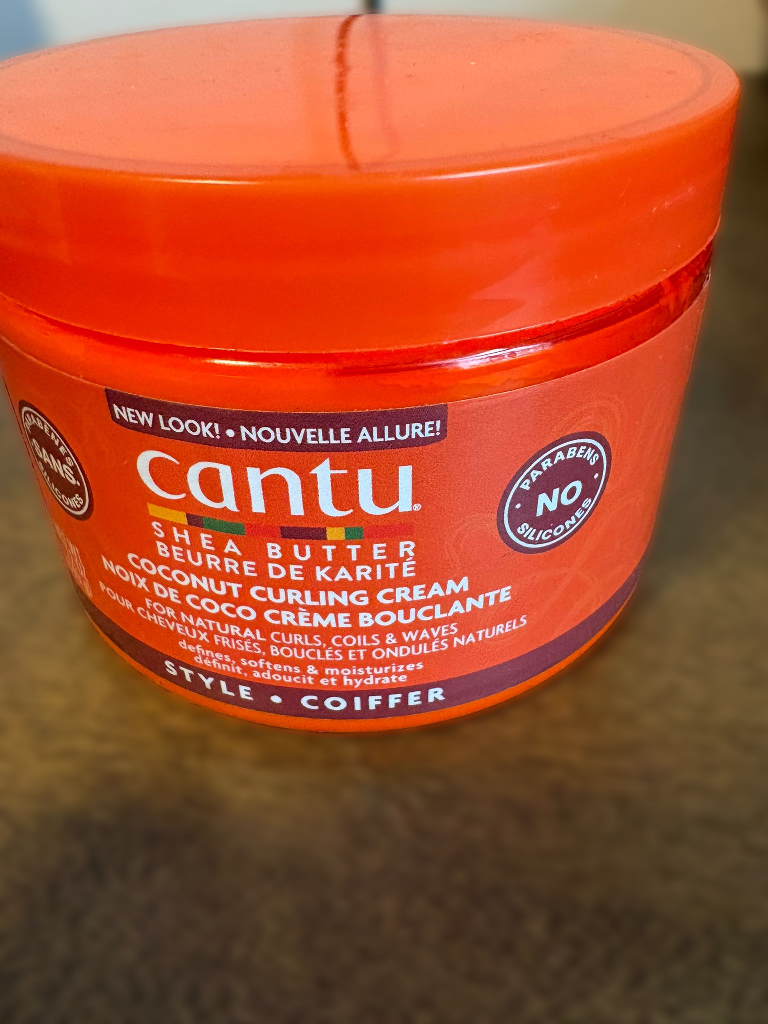 NEW LOOK! • NOUVELLE ALLURE!
cantu®
SHEA BUTTER
BEURRE DE KARITÉ
COCONUT CURLING CREAM
NOIX DE COCO CRÈME BOUCLANTE
FOR NATURAL CURLS, COILS & WAVES
POUR CHEVEUX FRISÉS, BOUCLÉS ET ONDULÉS NATURELS
defines, softens & moisturizes
définit, adoucit et hydrate
STYLE • COIFFER
PARABENS
NO
SILICONES
PARABÈNES
SANS
SILICONES